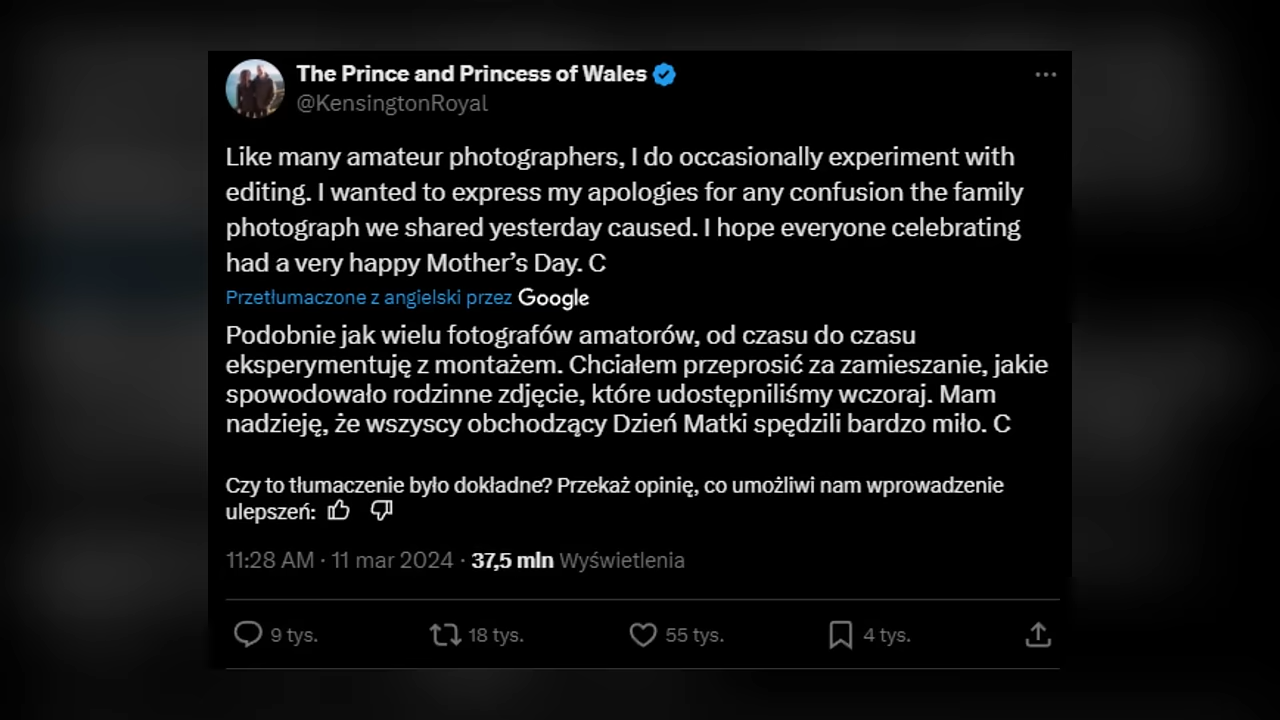 The Prince and Princess of Wales
@KensingtonRoyal
Like many amateur photographers, I do occasionally experiment with
editing. I wanted to express my apologies for any confusion the family
photograph we shared yesterday caused. I hope everyone celebrating
had a very happy Mother’s Day. C
Przetłumaczone z angielski przez Google
Podobnie jak wielu fotografów amatorów, od czasu do czasu
eksperymentuję z montażem. Chciałem przeprosić za zamieszanie, jakie
spowodowało rodzinne zdjęcie, które udostępniliśmy wczoraj. Mam
nadzieję, że wszyscy obchodzący Dzień Matki spędzili bardzo miło. C
Czy to tłumaczenie było dokładne? Przekaż opinię, co umożliwi nam wprowadzenie
ulepszeń:
11:28 AM · 11 mar 2024 · 37,5 mln Wyświetlenia
9 tys. 18 tys. 55 tys. 4 tys.